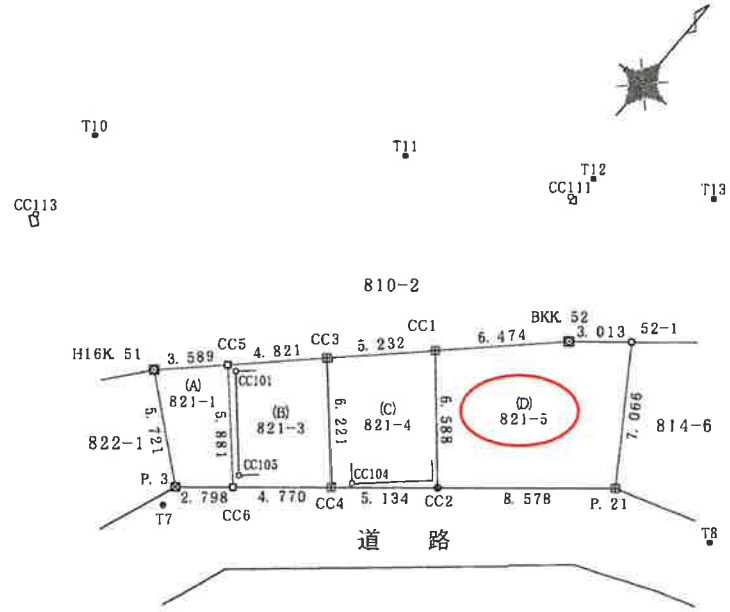 T10
T11
T12
CC111
T13
CC113
810-2
BKK. 52
3. 013
52-1
CC1
6. 474
CC3
5. 232
CC5
4. 821
H16K. 51
3. 589
(A)
821-1
CC101
(B)
821-3
(C)
821-4
(D)
821-5
5. 721
5. 881
6. 221
6. 588
7. 066
822-1
814-6
CC105
CC104
P. 3
2. 798
4. 770
CC4
5. 134
CC2
8. 578
P. 21
T7
CC6
道 路
T8